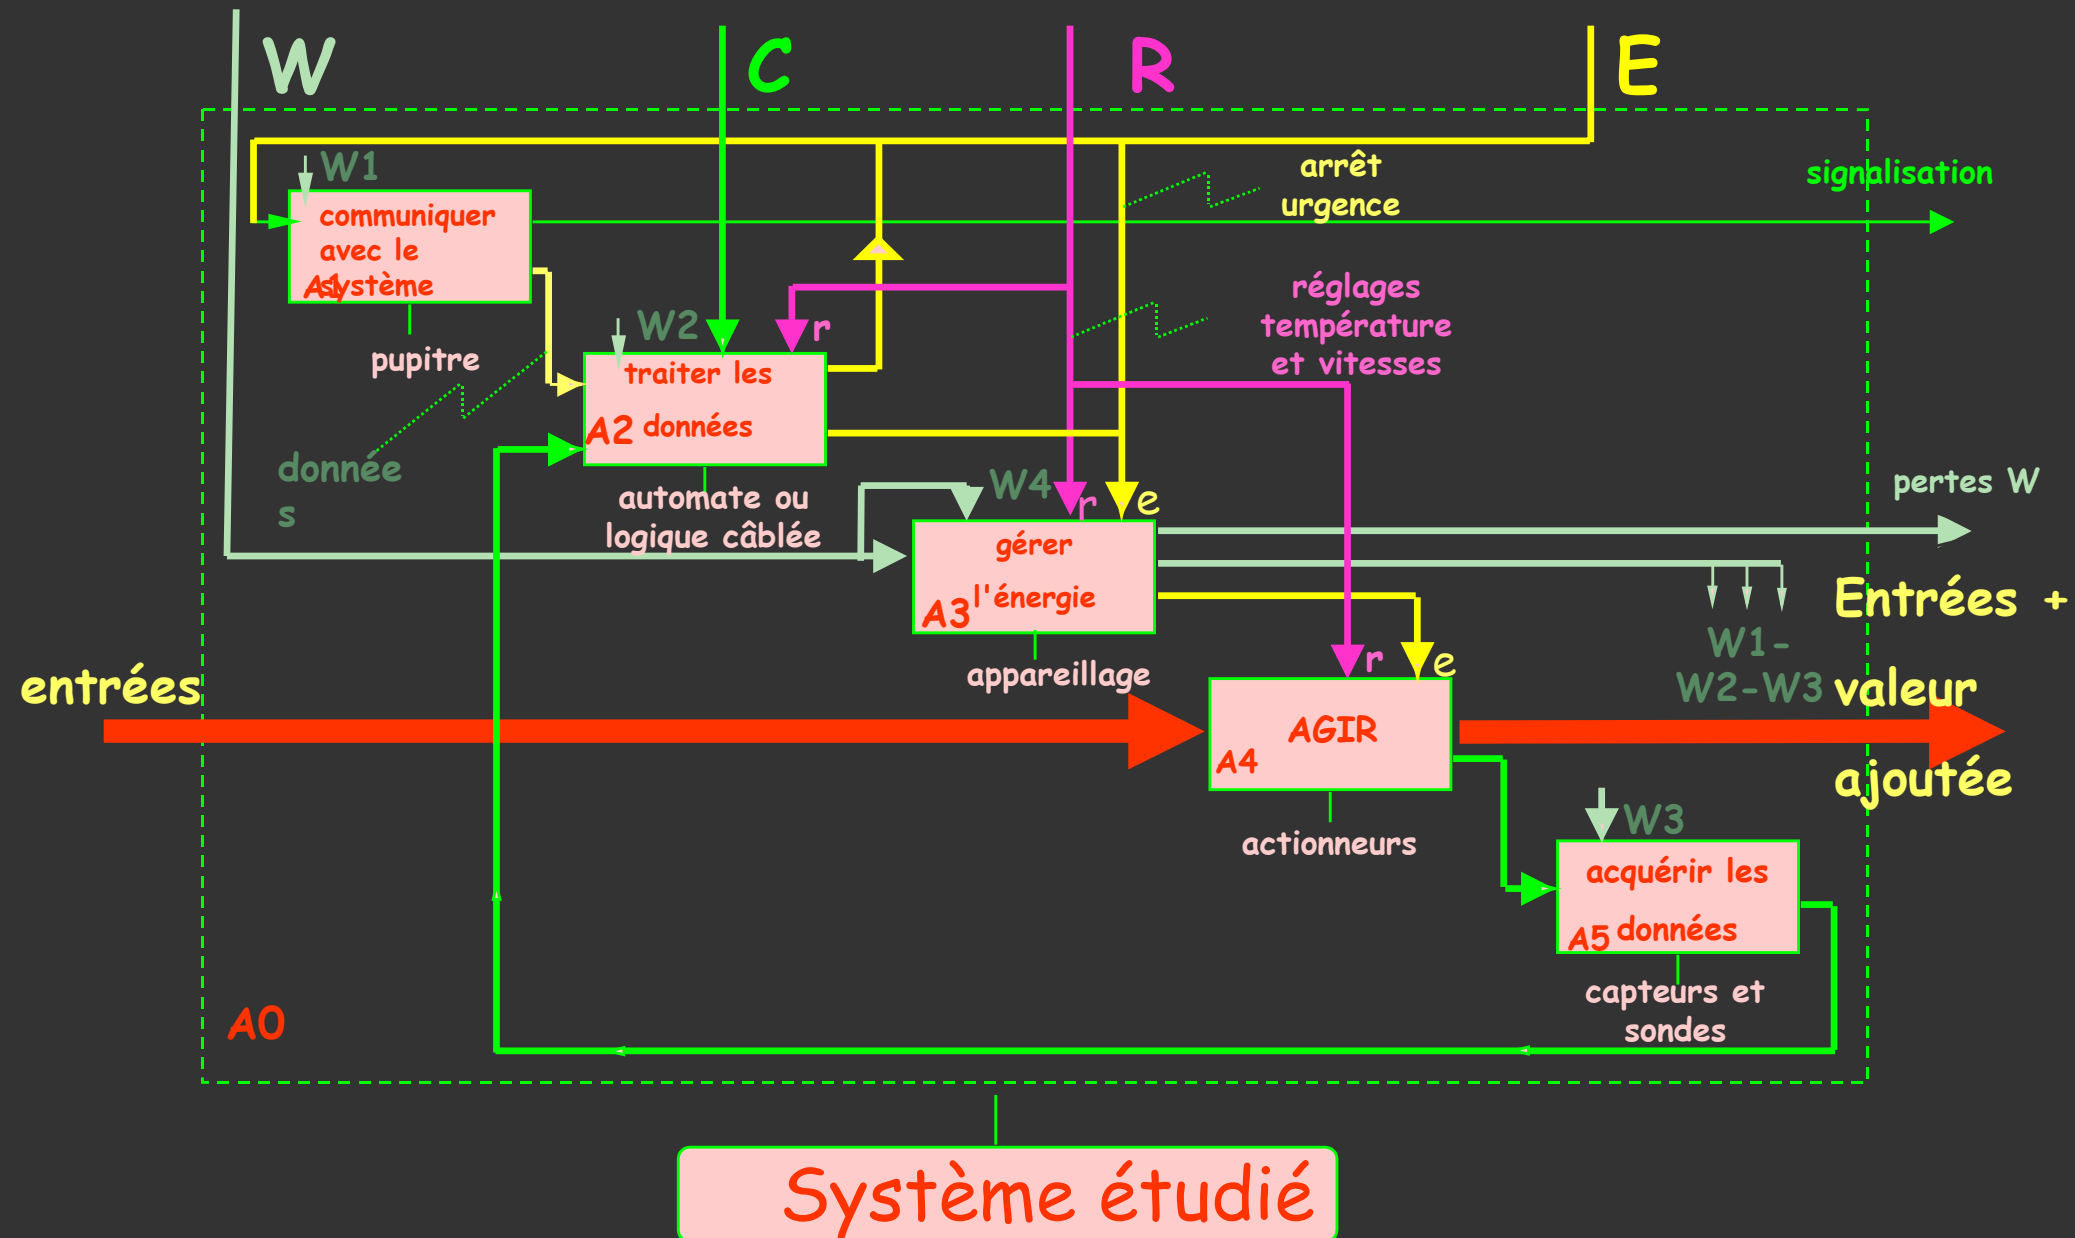 W
C
R
E
W1
arrêt
urgence
signalisation
communiquer
avec le
système
A1
réglages
température
et vitesses
W2
r
pupitre
traiter les
données
A2
donnée
s
automate ou
logique câblée
W4
r
e
pertes W
gérer
l'énergie
A3
Entrées +
valeur
ajoutée
W1-
W2-W3
appareillage
r
e
entrées
AGIR
A4
actionneurs
W3
acquérir les
données
A5
capteurs et
sondes
A0
Système étudié